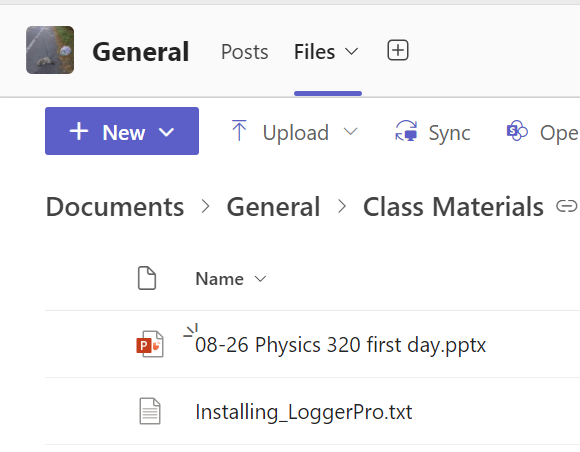 General Posts Files
New Upload Sync Ope
Documents > General > Class Materials
Name
08-26 Physics 320 first day.pptx
Installing_LoggerPro.txt